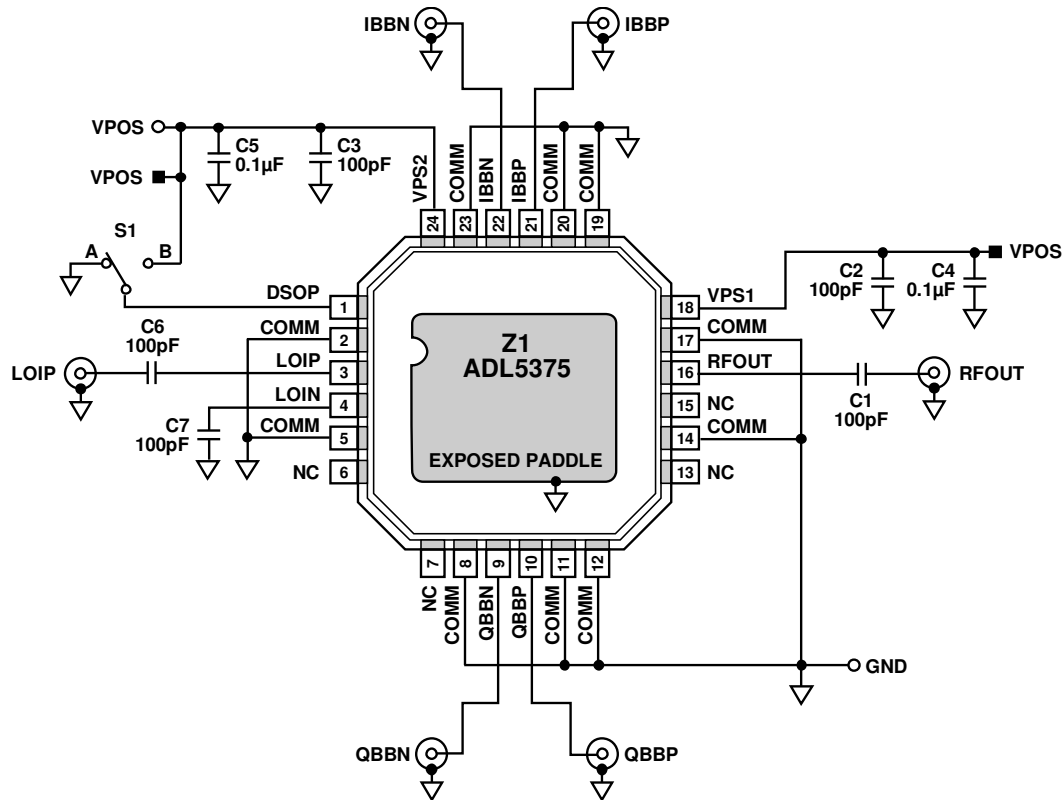 IBBN
IBBP
VPOS
C5
0.1µF
C3
100pF
VPOS
S1
A
B
VPS2
COMM
IBBN
IBBP
COMM
COMM
24
23
22
21
20
19
VPOS
C2
100pF
C4
0.1µF
DSOP
1
18
VPS1
COMM
2
17
COMM
C6
100pF
LOIP
LOIP
3
16
RFOUT
RFOUT
C1
100pF
LOIN
4
15
NC
C7
100pF
COMM
5
14
COMM
NC
6
13
NC
Z1
ADL5375
EXPOSED PADDLE
7
8
9
10
11
12
NC
COMM
QBBN
QBBP
COMM
COMM
GND
QBBN
QBBP